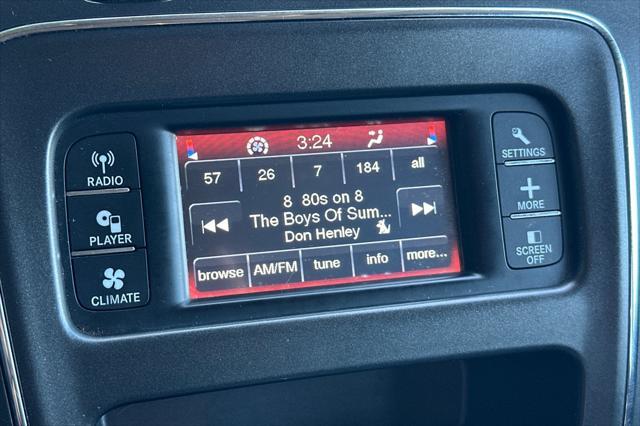 3:24
57 26 7 184 all
8 80s on 8
The Boys Of Sum...
Don Henley
browse AM/FM tune info more...
RADIO
PLAYER
CLIMATE
SETTINGS
MORE
SCREEN
OFF